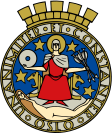 UNANIMITER ET CONSTANTER
OSLO